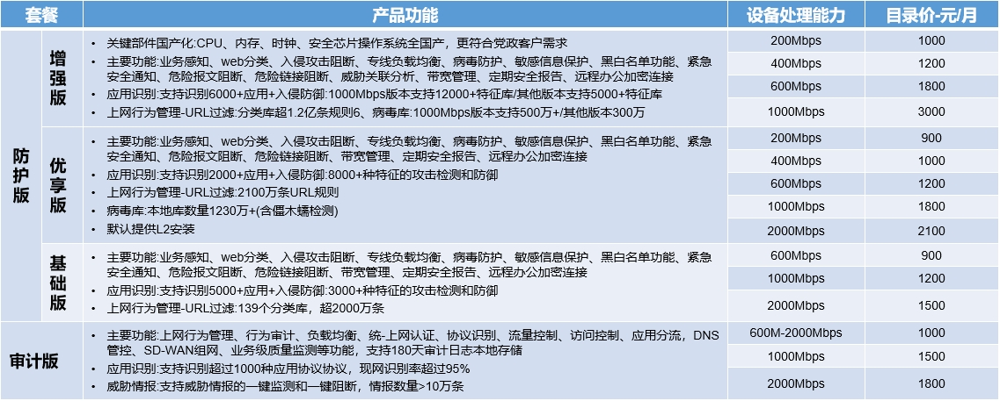 套餐 产品功能 设备处理能力 目录价-元/月
防护版
增强版
• 关键部件国产化:CPU、内存、时钟、安全芯片操作系统全国产，更符合党政客户需求
• 主要功能:业务感知、web分类、入侵攻击阻断、专线负载均衡、病毒防护、敏感信息保护、黑白名单功能、紧急
安全通知、危险报文阻断、危险链接阻断、威胁关联分析、带宽管理、定期安全报告、远程办公加密连接
• 应用识别:支持识别6000+应用+入侵防御:1000Mbps版本支持12000+特征库/其他版本支持5000+特征库
• 上网行为管理-URL过滤:分类库超1.2亿条规则6、病毒库:1000Mbps版本支持500万+/其他版本300万
200Mbps 1000
400Mbps 1200
600Mbps 1800
1000Mbps 3000
优享版
• 主要功能:业务感知、web分类、入侵攻击阻断、专线负载均衡、病毒防护、敏感信息保护、黑白名单功能、紧急
安全通知、危险报文阻断、危险链接阻断、带宽管理、定期安全报告、远程办公加密连接
• 应用识别:支持识别2000+应用+入侵防御:8000+种特征的攻击检测和防御
• 上网行为管理-URL过滤:2100万条URL规则
• 病毒库:本地库数量1230万+(含僵木蠕检测)
• 默认提供L2安装
200Mbps 900
400Mbps 1000
600Mbps 1200
1000Mbps 1800
2000Mbps 2100
基础版
• 主要功能:业务感知、web分类、入侵攻击阻断、专线负载均衡、病毒防护、敏感信息保护、黑白名单功能、紧急
安全通知、危险报文阻断、危险链接阻断、带宽管理、定期安全报告、远程办公加密连接
• 应用识别:支持识别5000+应用+入侵防御:3000+种特征的攻击检测和防御
• 上网行为管理-URL过滤:139个分类库，超2000万条
600Mbps 900
1000Mbps 1200
2000Mbps 1500
审计版
• 主要功能:上网行为管理、行为审计、负载均衡、统-上网认证、协议识别、流量控制、访问控制、应用分流，DNS
管控、SD-WAN组网、业务级质量监测等功能，支持180天审计日志本地存储
• 应用识别:支持识别超过1000种应用协议协议，现网识别率超过95%
• 威胁情报:支持威胁情报的一键监测和一键阻断，情报数量>10万条
600M-2000Mbps 1000
1000Mbps 1500
2000Mbps 1800